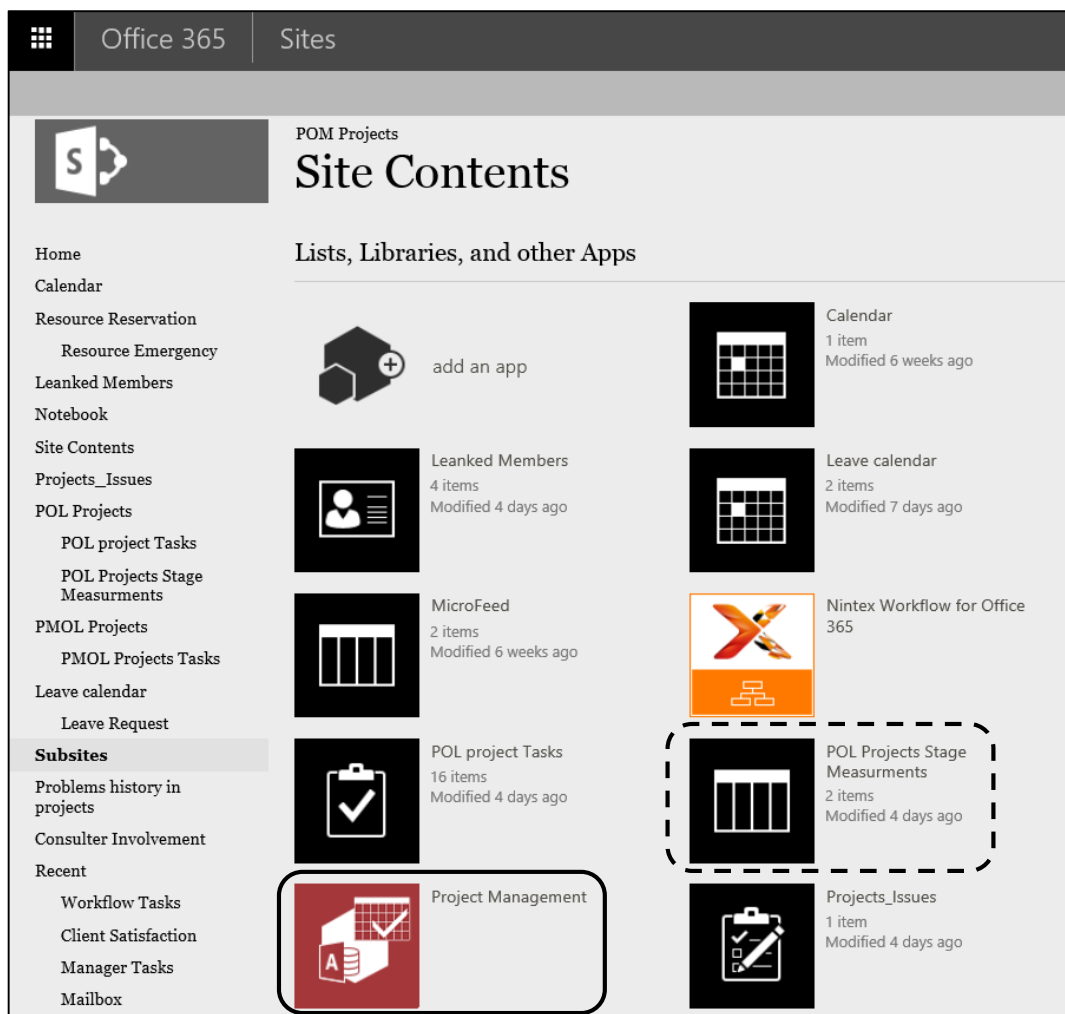 Office 365
Sites
S
POM Projects
Site Contents
Home
Calendar
Resource Reservation
Resource Emergency
Leanked Members
Notebook
Site Contents
Projects_Issues
POL Projects
POL project Tasks
POL Projects Stage
Measurments
PMOL Projects
PMOL Projects Tasks
Leave calendar
Leave Request
Subsites
Problems history in
projects
Consulter Involvement
Recent
Workflow Tasks
Client Satisfaction
Manager Tasks
Mailbox
Lists, Libraries, and other Apps
add an app
Calendar
1 item
Modified 6 weeks ago
Leanked Members
4 items
Modified 4 days ago
Leave calendar
2 items
Modified 7 days ago
MicroFeed
2 items
Modified 6 weeks ago
Nintex Workflow for Office
365
POL project Tasks
16 items
Modified 4 days ago
POL Projects Stage
Measurments
2 items
Modified 4 days ago
A
Project Management
Projects_Issues
1 item
Modified 4 days ago